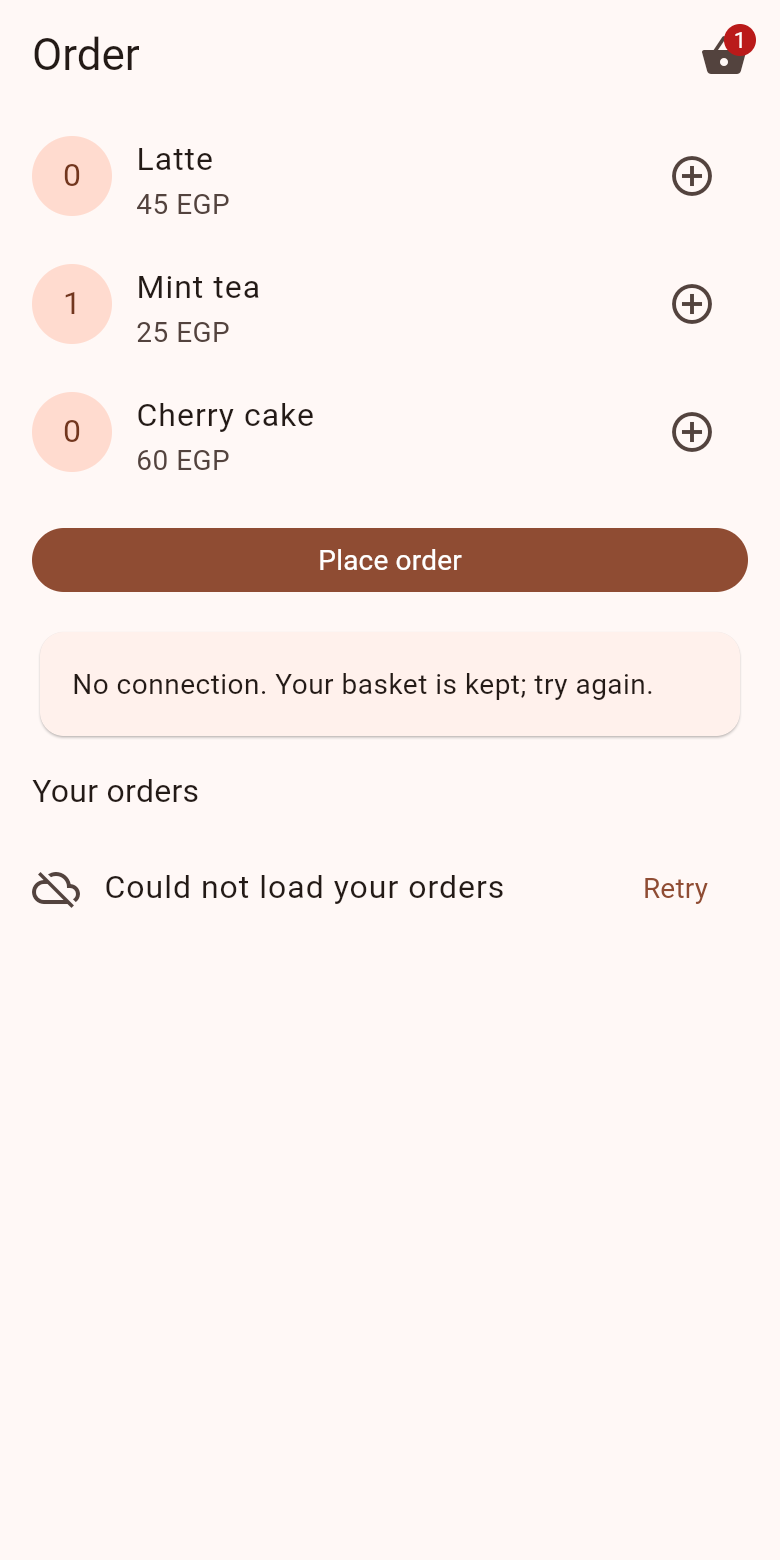 Order
1
0
Latte
45 EGP
1
Mint tea
25 EGP
0
Cherry cake
60 EGP
Place order
No connection. Your basket is kept; try again.
Your orders
Could not load your orders
Retry